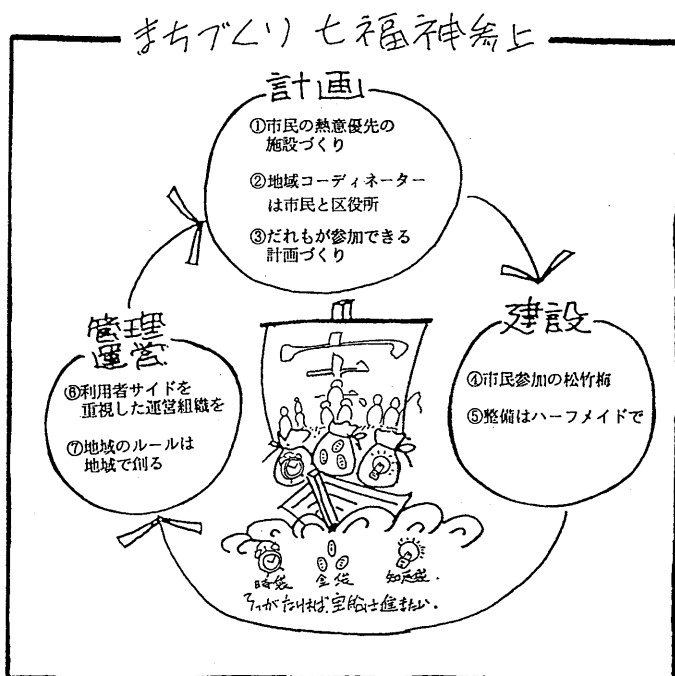 まちづくり七福神参上
計画
①市民の熱意優先の
施設づくり
②地域コーディネーター
は市民と区役所
③だれもが参加できる
計画づくり
建設
④市民参加の松竹梅
⑤整備はハーフメイドで
管理
運営
⑥利用者サイドを
重視した運営組織を
⑦地域のルールは
地域で創る
時袋
金袋
知恵袋.
3つがなければ宝船は進まない.